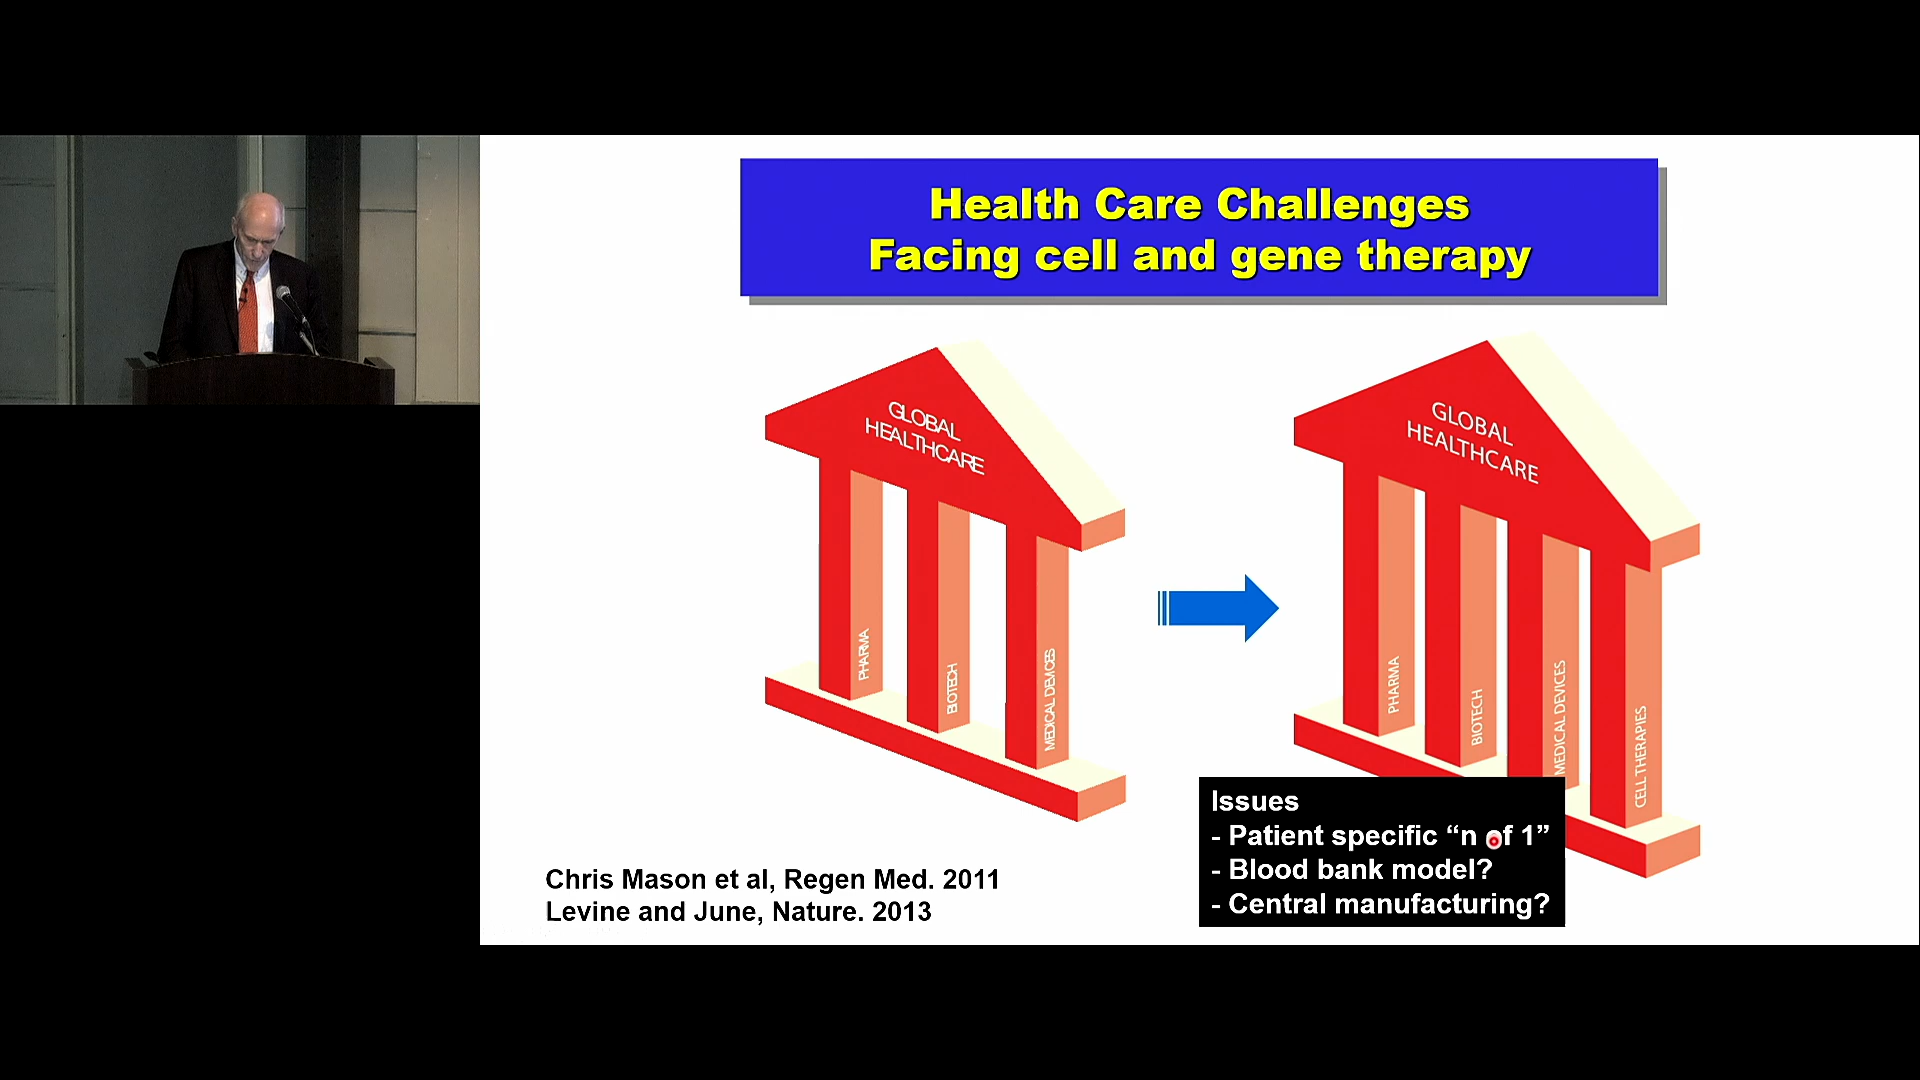 Health Care Challenges
Facing cell and gene therapy
GLOBAL
HEALTHCARE
PHARMA
BIOTECH
MEDICAL DEVICES
GLOBAL
HEALTHCARE
PHARMA
BIOTECH
MEDICAL DEVICES
CELL THERAPIES
Issues
- Patient specific “n of 1”
- Blood bank model?
- Central manufacturing?
Chris Mason et al, Regen Med. 2011
Levine and June, Nature. 2013